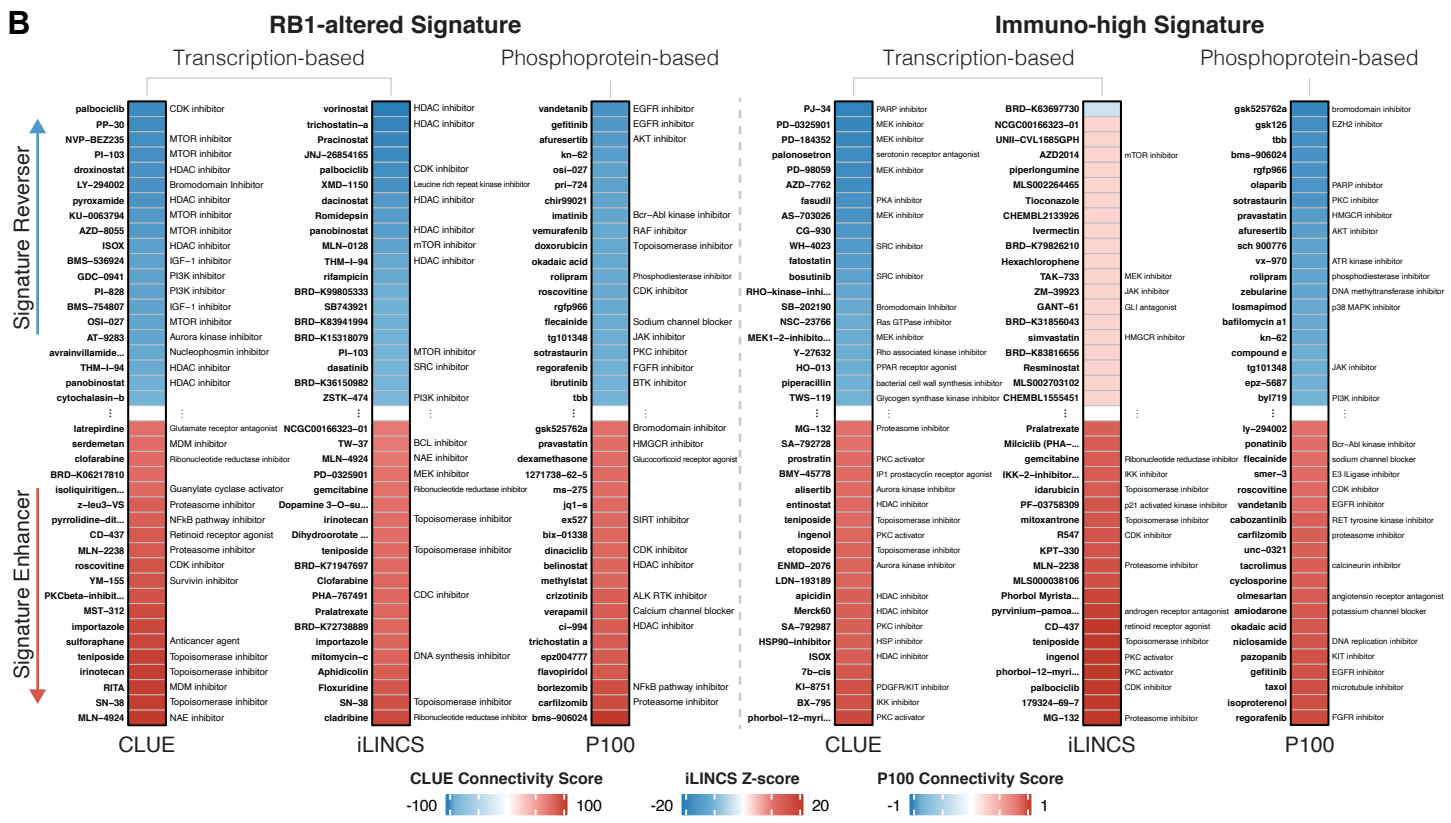 B
RB1-altered Signature
Transcription-based
Phosphoprotein-based
Immuno-high Signature
Transcription-based
Phosphoprotein-based
Signature Reverser
Signature Enhancer
palbociclib CDK inhibitor
PP-30
NVP-BEZ235 MTOR inhibitor
PI-103 MTOR inhibitor
droxinostat HDAC inhibitor
LY-294002 Bromodomain Inhibitor
pyroxamide HDAC inhibitor
KU-0063794 MTOR inhibitor
AZD-8055 MTOR inhibitor
ISOX HDAC inhibitor
BMS-536924 IGF-1 inhibitor
GDC-0941 PI3K inhibitor
PI-828 PI3K inhibitor
BMS-754807 IGF-1 inhibitor
OSI-027 MTOR inhibitor
AT-9283 Aurora kinase inhibitor
avrainvillamide... Nucleophosmin inhibitor
THM-I-94 HDAC inhibitor
panobinostat HDAC inhibitor
cytochalasin-b
⋮ ⋮
latrepirdine Glutamate receptor antagonist
serdemetan MDM inhibitor
clofarabine Ribonucleotide reductase inhibitor
BRD-K06217810
isoliquiritigen... Guanylate cyclase activator
z-leu3-VS Proteasome inhibitor
pyrrolidine-dit... NFkB pathway inhibitor
CD-437 Retinoid receptor agonist
MLN-2238 Proteasome inhibitor
roscovitine CDK inhibitor
YM-155 Survivin inhibitor
PKCbeta-inhibit...
MST-312
importazole
sulforaphane Anticancer agent
teniposide Topoisomerase inhibitor
irinotecan Topoisomerase inhibitor
RITA MDM inhibitor
SN-38 Topoisomerase inhibitor
MLN-4924 NAE inhibitor
CLUE
vorinostat HDAC inhibitor
trichostatin-a HDAC inhibitor
Pracinostat
JNJ-26854165
palbociclib CDK inhibitor
XMD-1150 Leucine rich repeat kinase inhibitor
dacinostat HDAC inhibitor
Romidepsin
panobinostat HDAC inhibitor
MLN-0128 mTOR inhibitor
THM-I-94 HDAC inhibitor
rifampicin
BRD-K99805333
SB743921
BRD-K83941994
BRD-K15318079
PI-103 MTOR inhibitor
dasatinib SRC inhibitor
BRD-K36150982
ZSTK-474 PI3K inhibitor
⋮ ⋮
NCGC00166323-01
TW-37 BCL inhibitor
MLN-4924 NAE inhibitor
PD-0325901 MEK inhibitor
gemcitabine Ribonucleotide reductase inhibitor
Dopamine 3-O-su...
irinotecan Topoisomerase inhibitor
Dihydroorotate ...
teniposide Topoisomerase inhibitor
BRD-K71947697
Clofarabine
PHA-767491 CDC inhibitor
Pralatrexate
BRD-K72738889
importazole
mitomycin-c DNA synthesis inhibitor
Aphidicolin
Floxuridine
SN-38 Topoisomerase inhibitor
cladribine Ribonucleotide reductase inhibitor
iLINCS
vandetanib EGFR inhibitor
gefitinib EGFR inhibitor
afuresertib AKT inhibitor
kn-62
osi-027
pri-724
chir99021
imatinib Bcr-Abl kinase inhibitor
vemurafenib RAF inhibitor
doxorubicin Topoisomerase inhibitor
okadaic acid
rolipram Phosphodiesterase inhibitor
roscovitine CDK inhibitor
rgfp966
flecainide Sodium channel blocker
tg101348 JAK inhibitor
sotrastaurin PKC inhibitor
regorafenib FGFR inhibitor
ibrutinib BTK inhibitor
tbb
⋮ ⋮
gsk525762a Bromodomain inhibitor
pravastatin HMGCR inhibitor
dexamethasone Glucocorticoid receptor agonist
1271738-62-5
ms-275
jq1-s
ex527 SIRT inhibitor
bix-01338
dinaciclib CDK inhibitor
belinostat HDAC inhibitor
methylstat
crizotinib ALK RTK inhibitor
verapamil Calcium channel blocker
ci-994 HDAC inhibitor
trichostatin a
epz004777
flavopiridol
bortezomib NFkB pathway inhibitor
carfilzomib Proteasome inhibitor
bms-906024
P100
PJ-34 PARP inhibitor
PD-0325901 MEK inhibitor
PD-184352 MEK inhibitor
palonosetron serotonin receptor antagonist
PD-98059 MEK inhibitor
AZD-7762
fasudil PKA inhibitor
AS-703026 MEK inhibitor
CG-930
WH-4023 SRC inhibitor
fatostatin
bosutinib SRC inhibitor
RHO-kinase-inhi...
SB-202190 Bromodomain Inhibitor
NSC-23766 Ras GTPase inhibitor
MEK1-2-inhibito... MEK inhibitor
Y-27632 Rho associated kinase inhibitor
HO-013 PPAR receptor agonist
piperacillin bacterial cell wall synthesis inhibitor
TWS-119 Glycogen synthase kinase inhibitor
⋮ ⋮
MG-132 Proteasome inhibitor
SA-792728
prostratin PKC activator
BMY-45778 IP1 prostacyclin receptor agonist
alisertib Aurora kinase inhibitor
entinostat HDAC inhibitor
teniposide Topoisomerase inhibitor
ingenol PKC activator
etoposide Topoisomerase inhibitor
ENMD-2076 Aurora kinase inhibitor
LDN-193189
apicidin HDAC inhibitor
Merck60 HDAC inhibitor
SA-792987 PKC inhibitor
HSP90-inhibitor HSP inhibitor
ISOX HDAC inhibitor
7b-cis
KI-8751 PDGFR/KIT inhibitor
BX-795 IKK inhibitor
phorbol-12-myri... PKC activator
CLUE
BRD-K63697730
NCGC00166323-01
UNII-CVL1685GPH
AZD2014 mTOR inhibitor
piperlongumine
MLS002264465
Tioconazole
CHEMBL2133926
Ivermectin
BRD-K79826210
Hexachlorophene
TAK-733 MEK inhibitor
ZM-39923 JAK inhibitor
GANT-61 GLI antagonist
BRD-K31856043
simvastatin HMGCR inhibitor
BRD-K83816656
Resminostat
MLS002703102
CHEMBL1555451
⋮ ⋮
Pralatrexate
Milciclib (PHA-...
gemcitabine Ribonucleotide reductase inhibitor
IKK-2-inhibitor... IKK inhibitor
idarubicin Topoisomerase inhibitor
PF-03758309 p21 activated kinase inhibitor
mitoxantrone Topoisomerase inhibitor
R547 CDK inhibitor
KPT-330
MLN-2238 Proteasome inhibitor
MLS000038106
Phorbol Myrista...
pyrvinium-pamoa... androgen receptor antagonist
CD-437 retinoid receptor agonist
teniposide Topoisomerase inhibitor
ingenol PKC activator
phorbol-12-myri... PKC activator
palbociclib CDK inhibitor
179324-69-7
MG-132 Proteasome inhibitor
iLINCS
gsk525762a bromodomain inhibitor
gsk126 EZH2 inhibitor
tbb
bms-906024
rgfp966
olaparib PARP inhibitor
sotrastaurin PKC inhibitor
pravastatin HMGCR inhibitor
afuresertib AKT inhibitor
sch 900776
vx-970 ATR kinase inhibitor
rolipram phosphodiesterase inhibitor
zebularine DNA methyltransferase inhibitor
losmapimod p38 MAPK inhibitor
bafilomycin a1
kn-62
compound e
tg101348 JAK inhibitor
epz-5687
byl719 PI3K inhibitor
⋮ ⋮
ly-294002
ponatinib Bcr-Abl kinase inhibitor
flecainide sodium channel blocker
smer-3 E3 lLigase inhibitor
roscovitine CDK inhibitor
vandetanib EGFR inhibitor
cabozantinib RET tyrosine kinase inhibitor
carfilzomib proteasome inhibitor
unc-0321
tacrolimus calcineurin inhibitor
cyclosporine
olmesartan angiotensin receptor antagonist
amiodarone potassium channel blocker
okadaic acid
niclosamide DNA replication inhibitor
pazopanib KIT inhibitor
gefitinib EGFR inhibitor
taxol microtubule inhibitor
isoproterenol
regorafenib FGFR inhibitor
P100
CLUE Connectivity Score
-100 100
iLINCS Z-score
-20 20
P100 Connectivity Score
-1 1